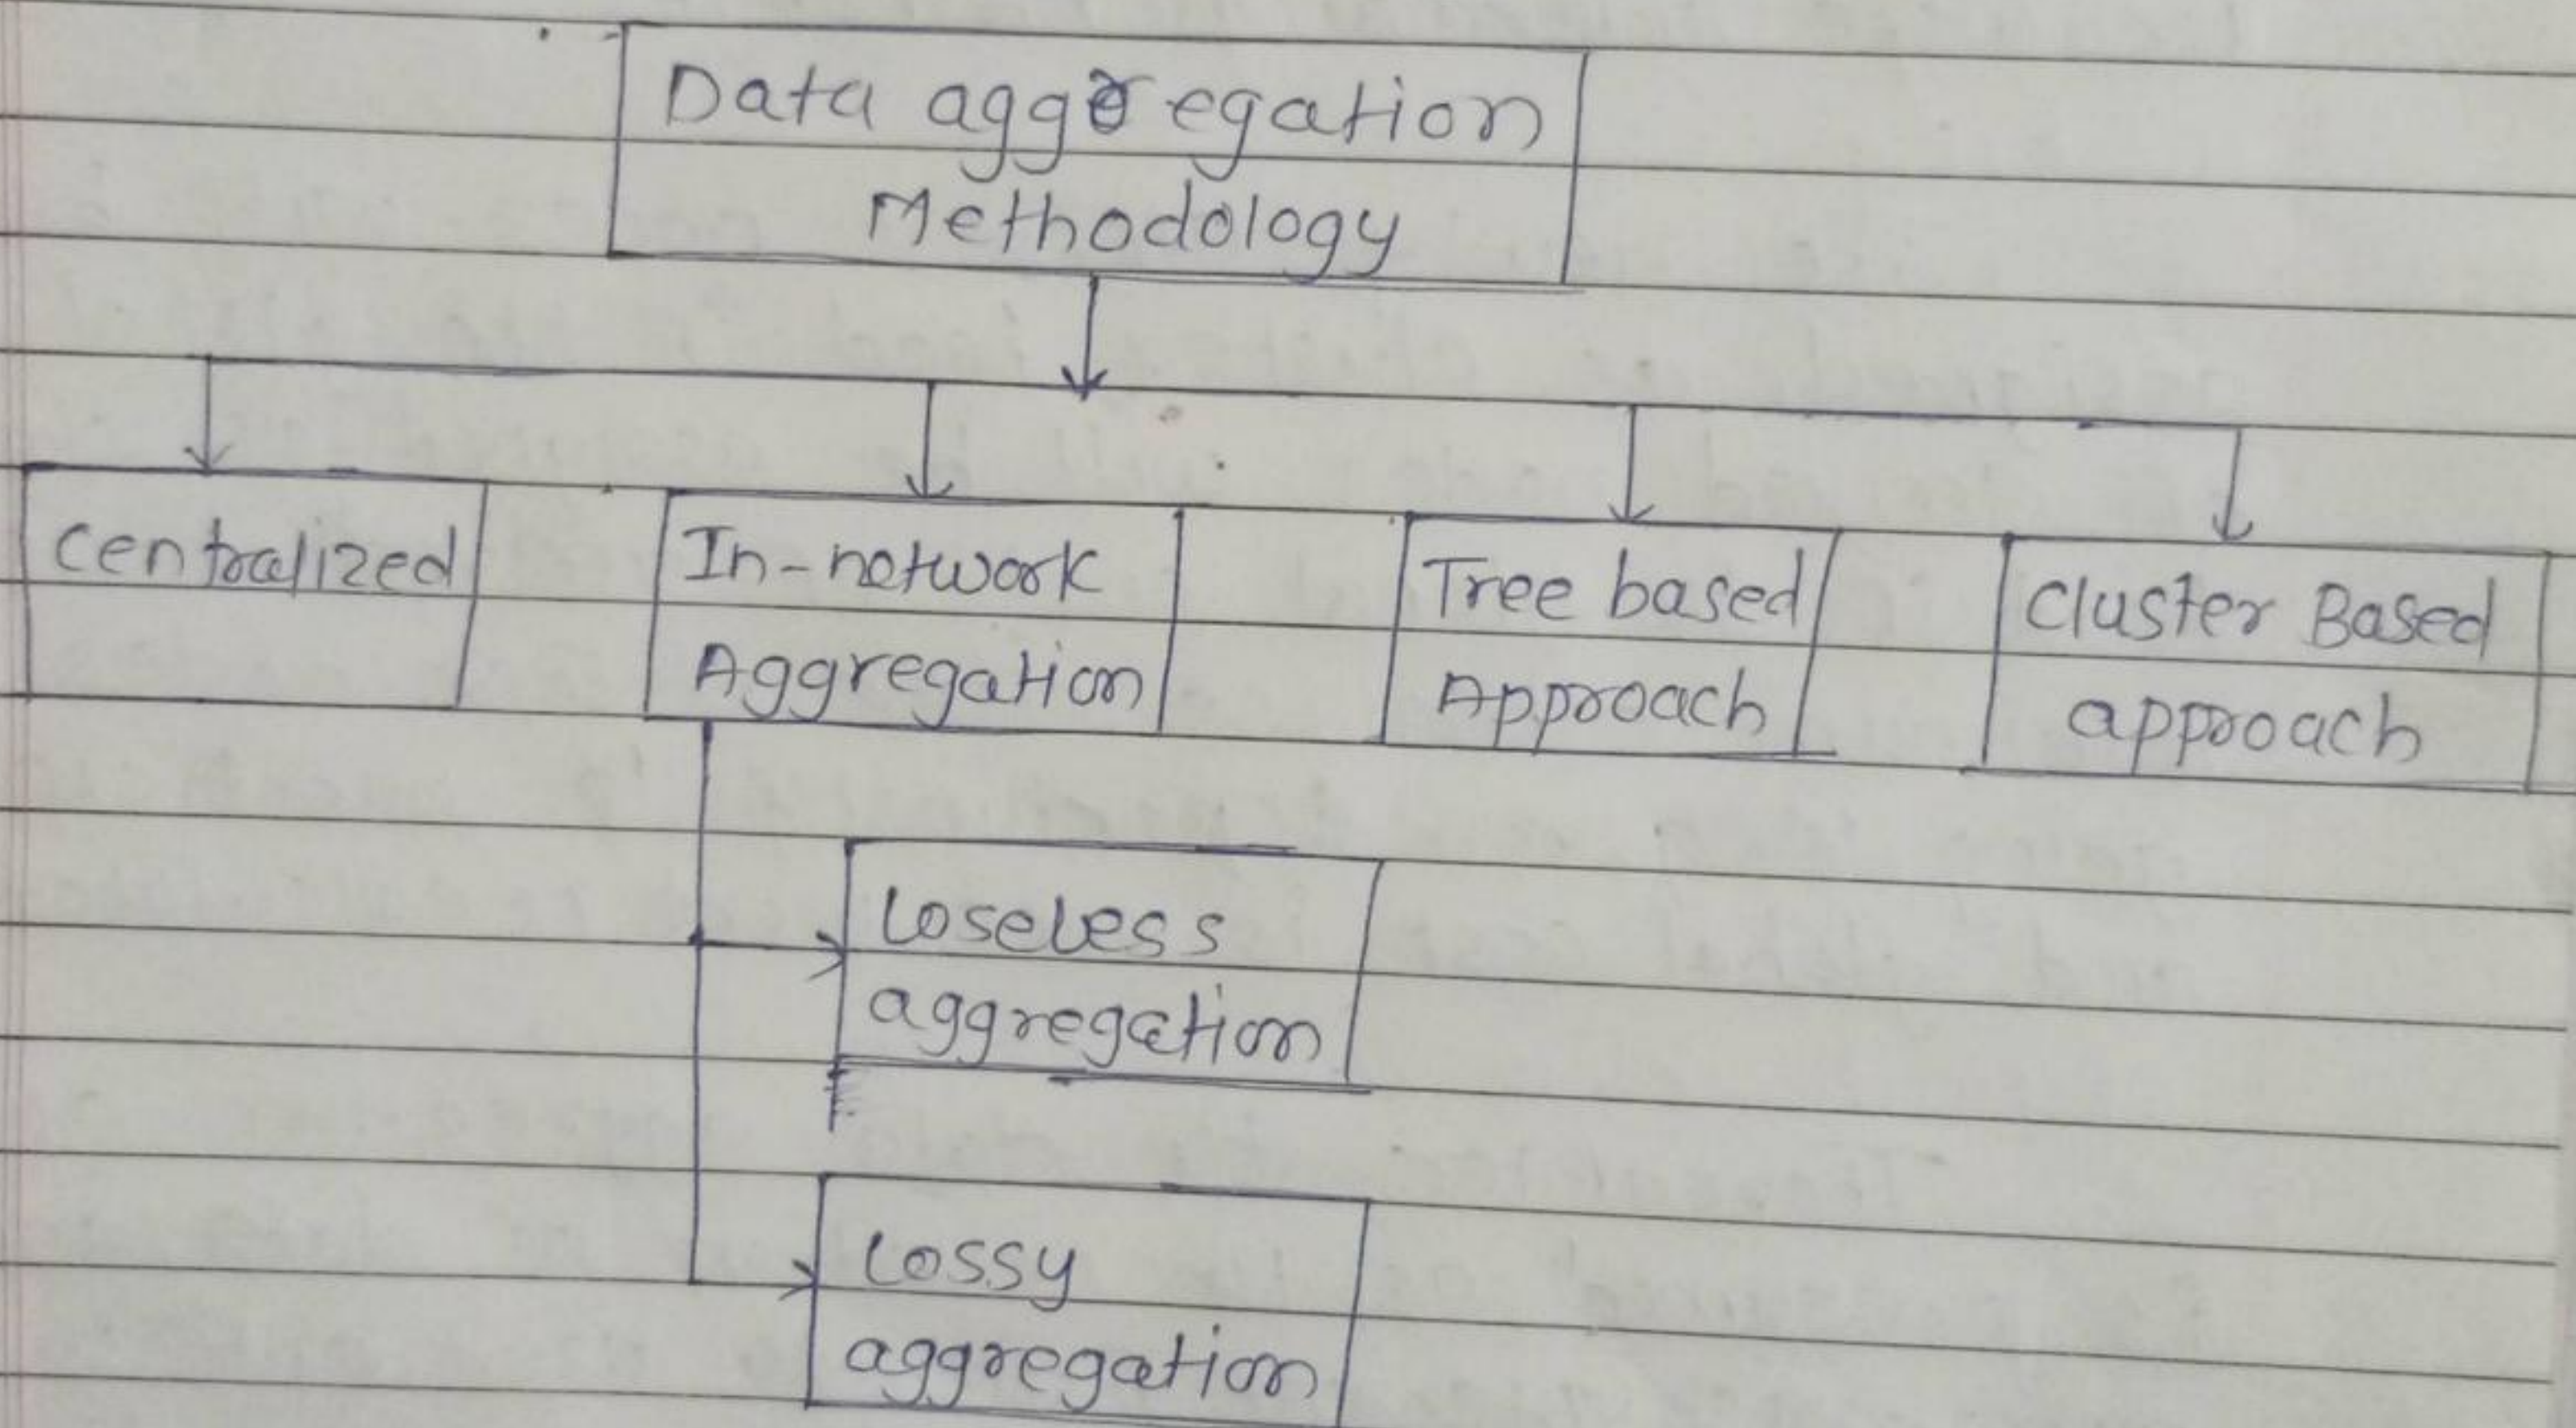 Data aggregation
Methodology
Centralized
In-network
Aggregation
Tree based
Approach
Cluster Based
approach
Loseless
aggregation
Lossy
aggregation